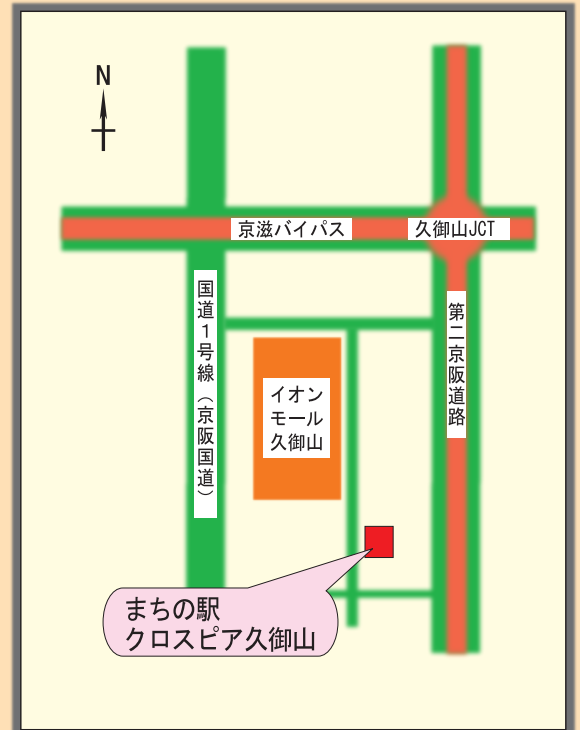 N
京滋バイパス
久御山JCT
国道1号線（京阪国道）
第二京阪道路
イオン
モール
久御山
まちの駅
クロスピア久御山